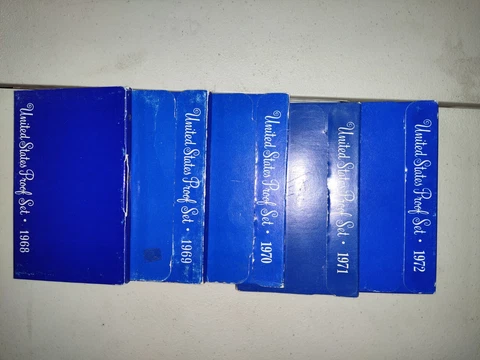 United States Proof Set • 1968
United States Proof Set • 1969
United States Proof Set • 1970
United States Proof Set • 1971
United States Proof Set • 1972